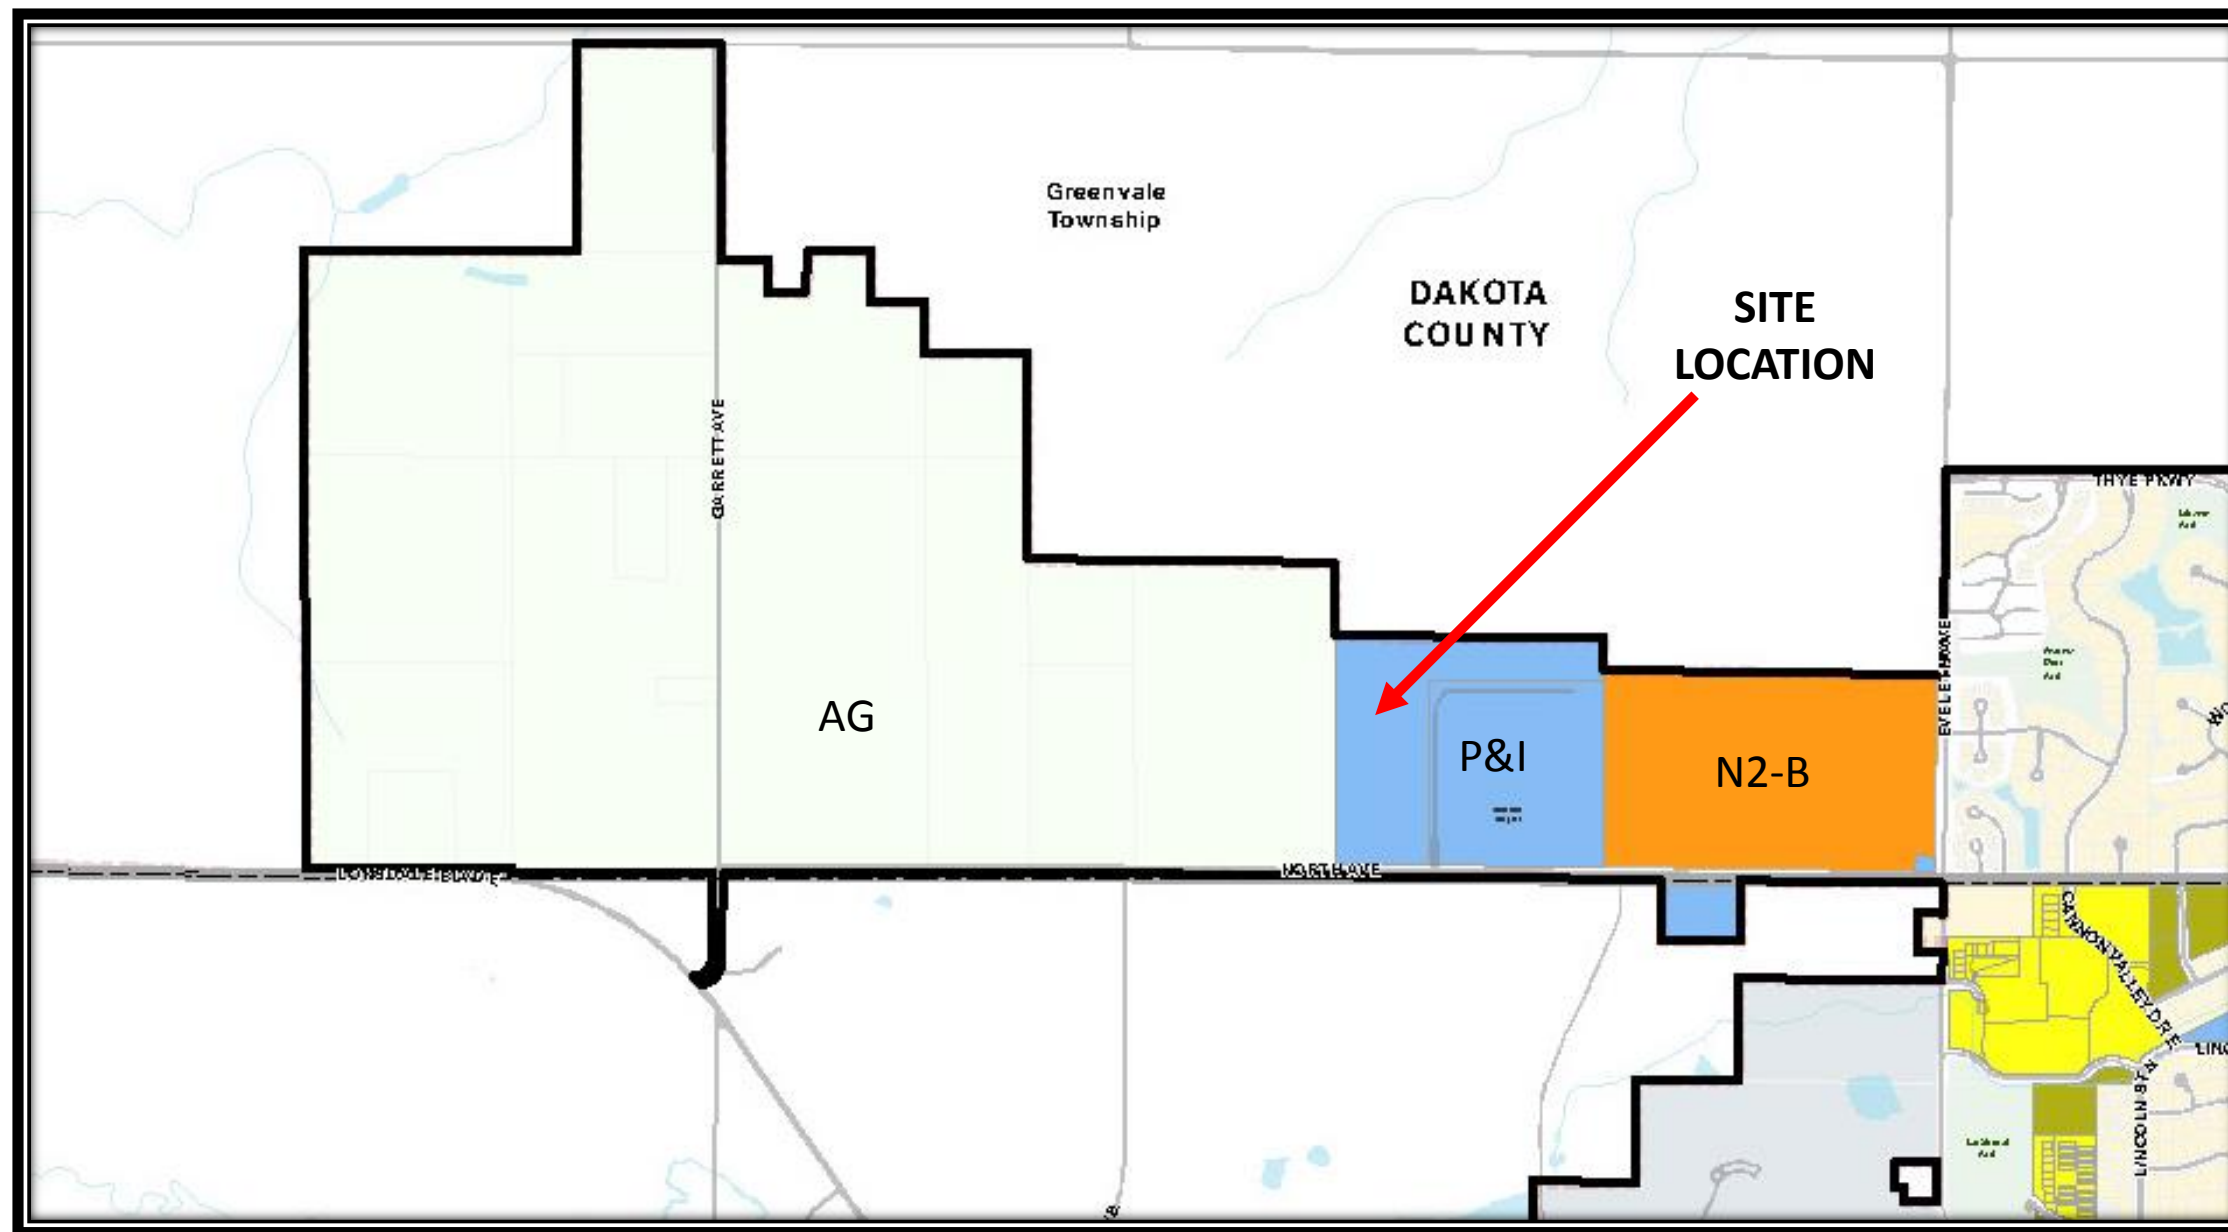 Greenvale
Township
DAKOTA
COUNTY
SITE
LOCATION
GARRETT AVE
THYE PKWY
EVELETH AVE
AG
P&I
N2-B
LONSDALE BLVD
NORTH AVE
CANNON VALLEY DR
LINCOLN ST N
LINC